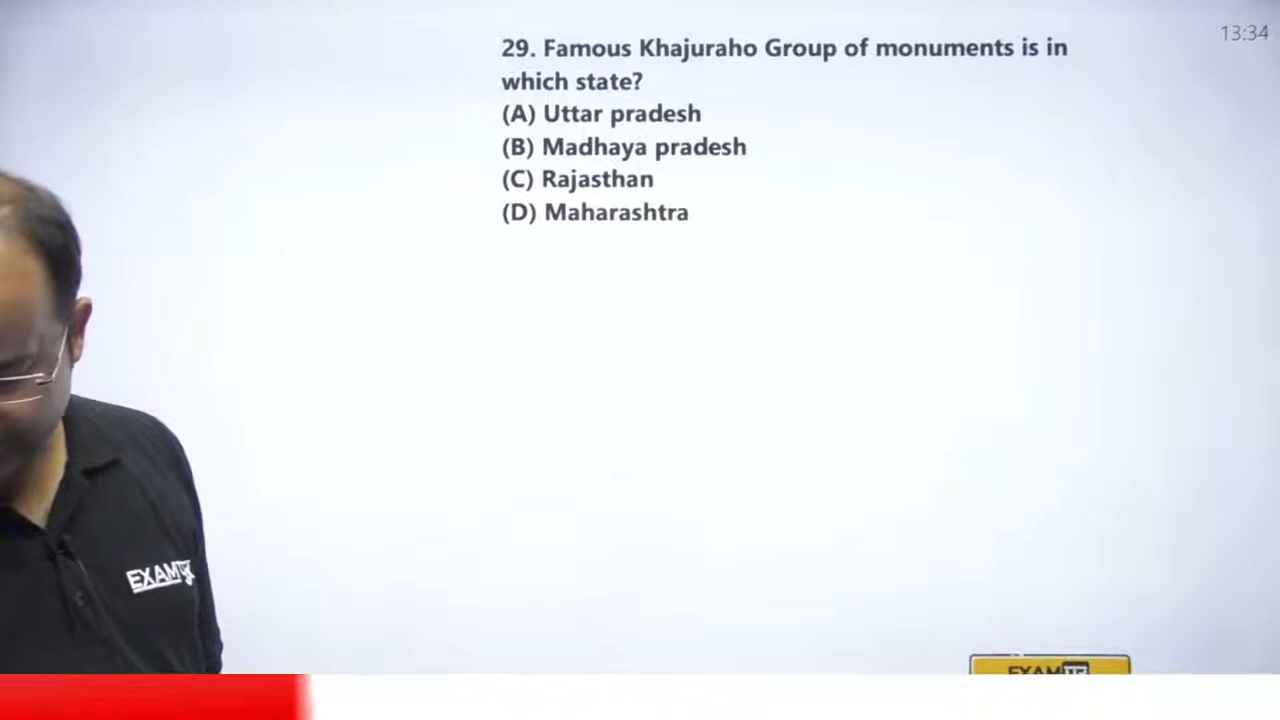 13:34
29. Famous Khajuraho Group of monuments is in
which state?
(A) Uttar pradesh
(B) Madhaya pradesh
(C) Rajasthan
(D) Maharashtra
EXAM
EXAM